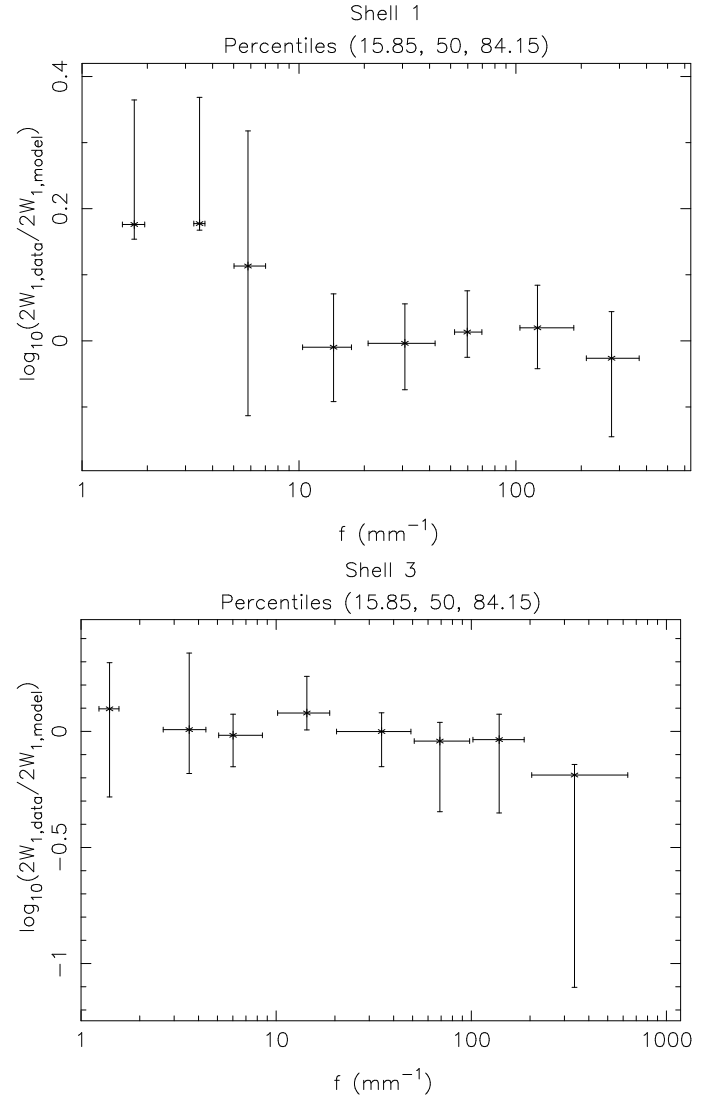 Shell 1
Percentiles (15.85, 50, 84.15)
log10(2W1,data/2W1,model)
0.4
0.2
0
1 10 100
f (mm−1)
Shell 3
Percentiles (15.85, 50, 84.15)
log10(2W1,data/2W1,model)
0
−0.5
−1
1 10 100 1000
f (mm−1)